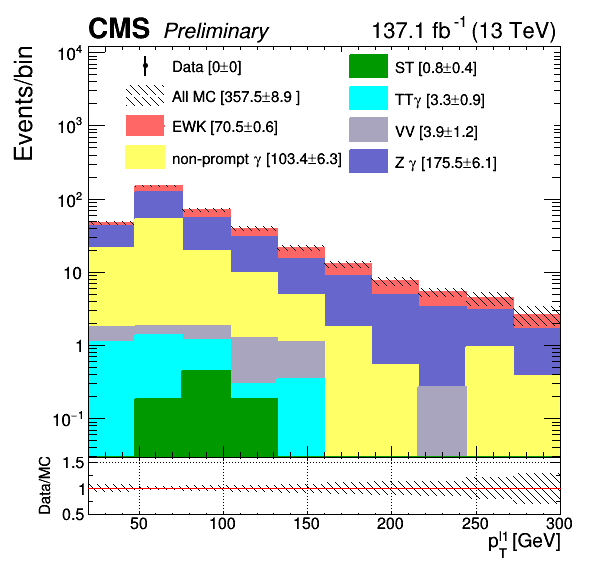 CMS Preliminary 137.1 fb⁻¹ (13 TeV)
Events/bin
Data [0±0]
All MC [357.5±8.9 ]
EWK [70.5±0.6]
non-prompt γ [103.4±6.3]
ST [0.8±0.4]
TTγ [3.3±0.9]
VV [3.9±1.2]
Z γ [175.5±6.1]
10⁴
10³
10²
10
1
10⁻¹
Data/MC
1.5
1
0.5
50 100 150 200 250 300
p_T^l1 [GeV]